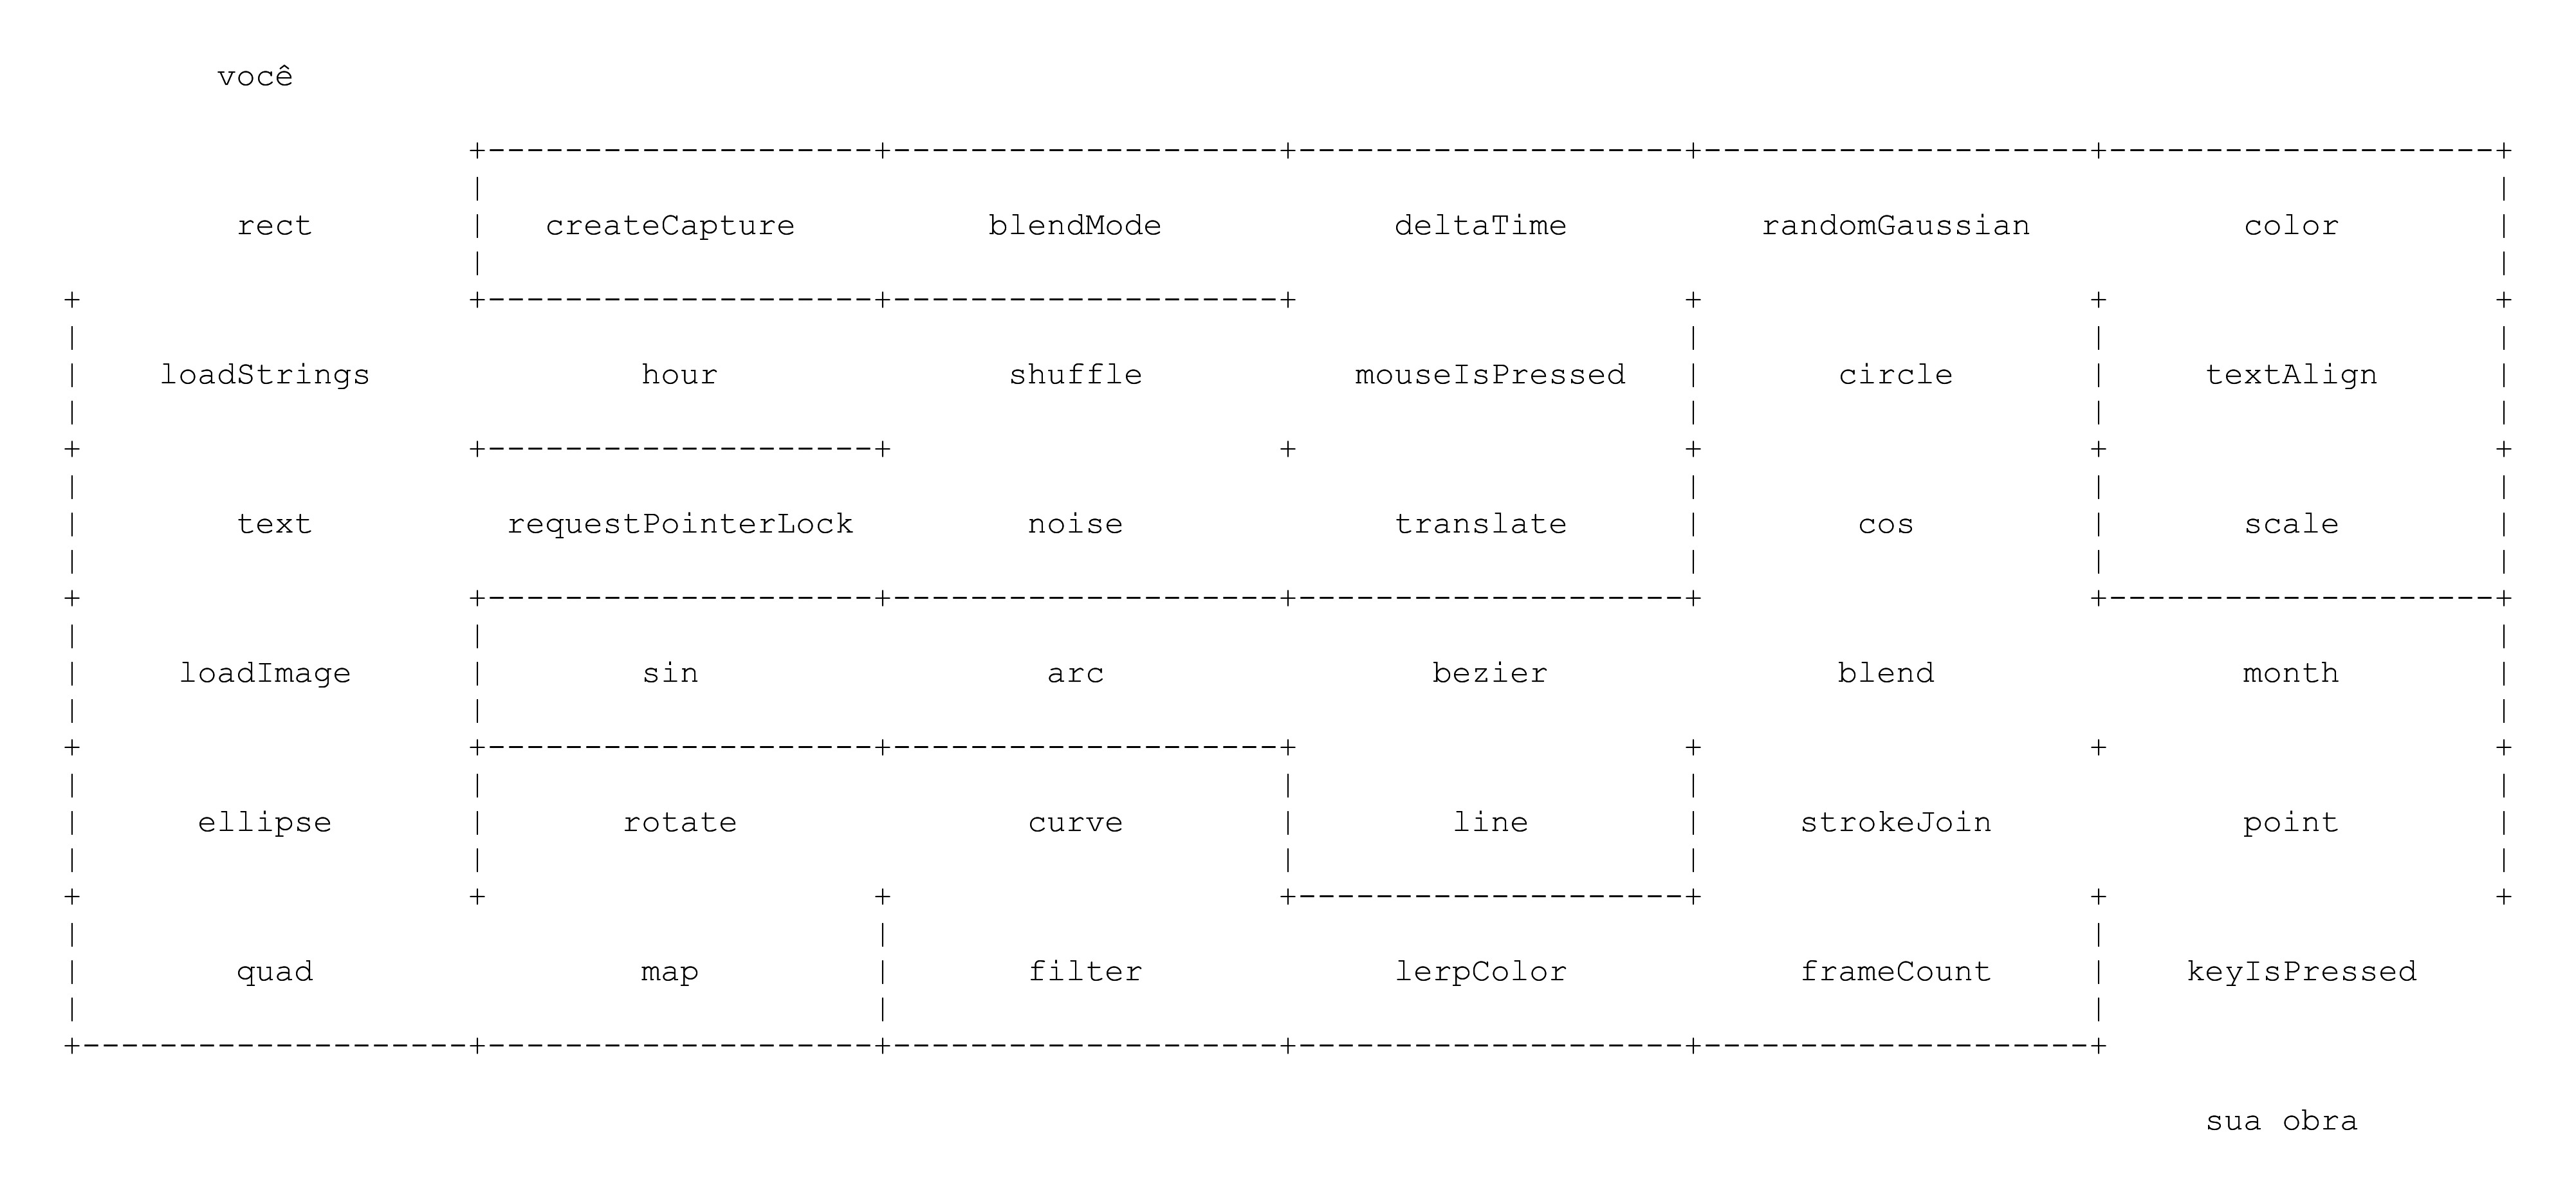 você
rect createCapture blendMode deltaTime randomGaussian color
loadStrings hour shuffle mouseIsPressed circle textAlign
text requestPointerLock noise translate cos scale
loadImage sin arc bezier blend month
ellipse rotate curve line strokeJoin point
quad map filter lerpColor frameCount keyIsPressed
sua obra